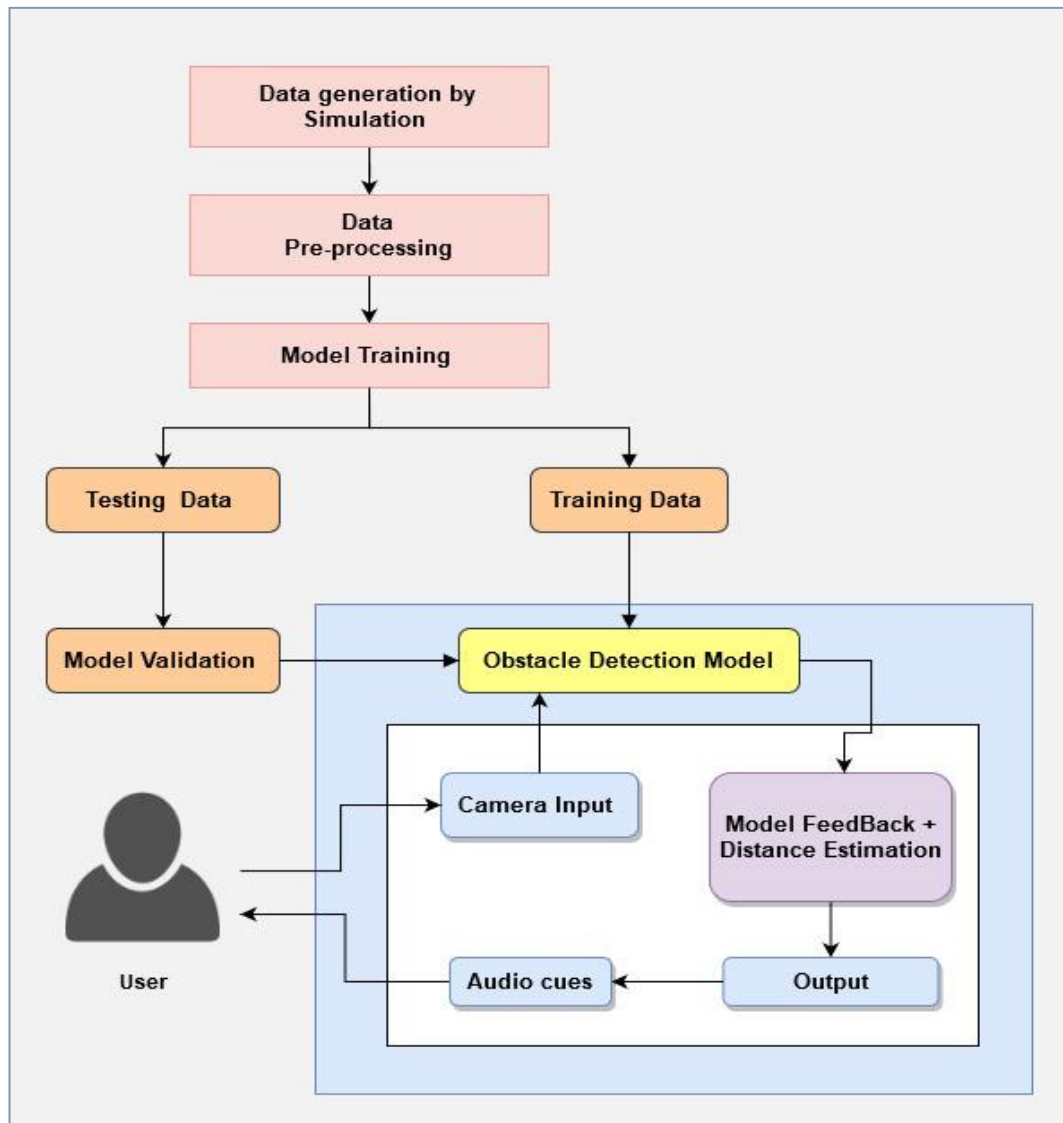 Data generation by
Simulation
Data
Pre-processing
Model Training
Testing Data
Training Data
Model Validation
Obstacle Detection Model
Camera Input
Model FeedBack +
Distance Estimation
User
Audio cues
Output